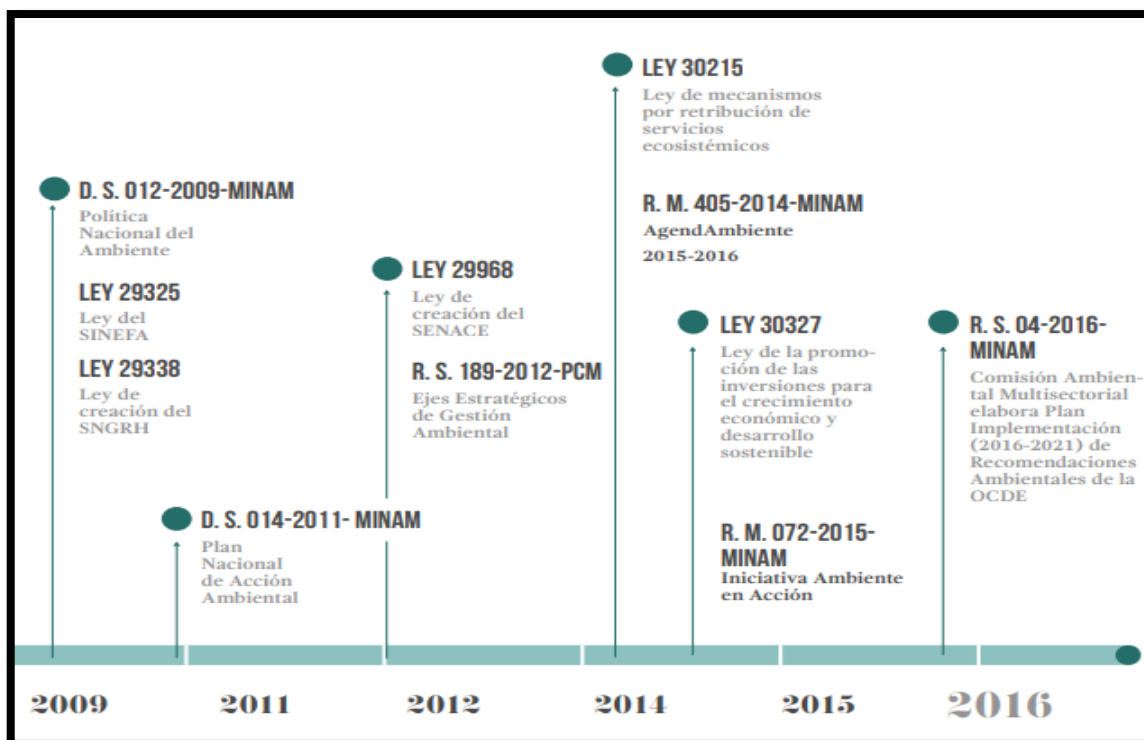 LEY 30215
Ley de mecanismos
por retribución de
servicios
ecosistémicos
R. M. 405-2014-MINAM
AgendAmbiente
2015-2016
D. S. 012-2009-MINAM
Política
Nacional del
Ambiente
LEY 29325
Ley del
SINEFA
LEY 29338
Ley de
creación del
SNGRH
LEY 29968
Ley de
creación del
SENACE
R. S. 189-2012-PCM
Ejes Estratégicos
de Gestión
Ambiental
LEY 30327
Ley de la promo-
ción de las
inversiones para
el crecimiento
económico y
desarrollo
sostenible
R. M. 072-2015-
MINAM
Iniciativa Ambiente
en Acción
R. S. 04-2016-
MINAM
Comisión Ambien-
tal Multisectorial
elabora Plan
Implementación
(2016-2021) de
Recomendaciones
Ambientales de la
OCDE
D. S. 014-2011- MINAM
Plan
Nacional
de Acción
Ambiental
2009
2011
2012
2014
2015
2016